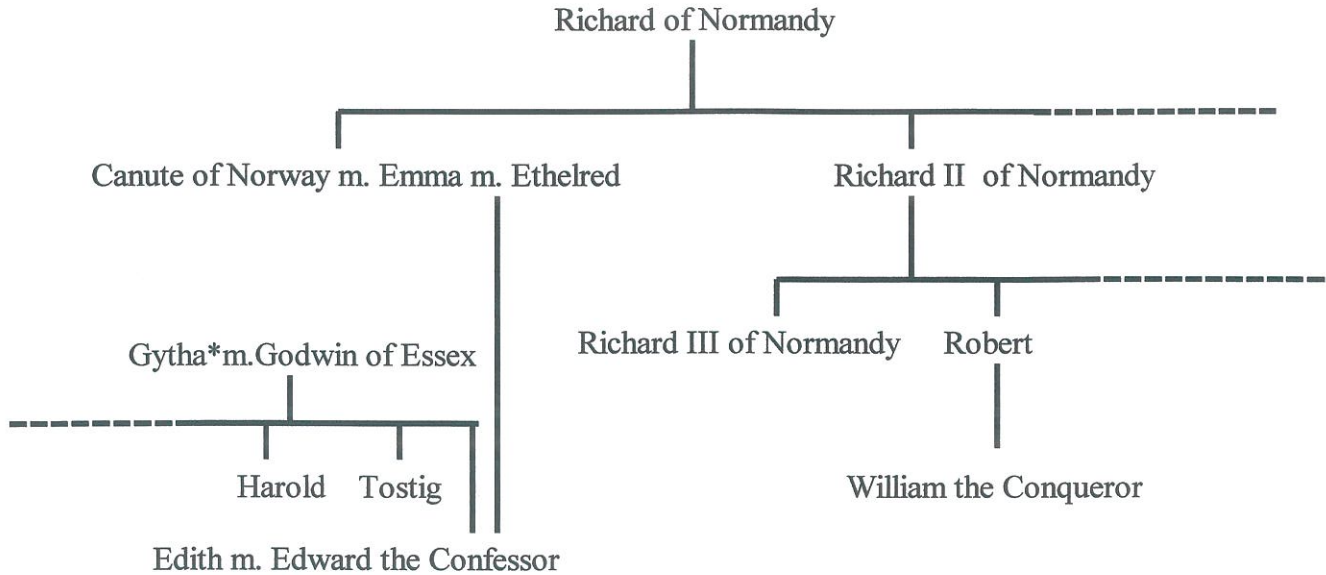 Richard of Normandy
Canute of Norway m. Emma m. Ethelred
Richard II of Normandy
Richard III of Normandy
Robert
Gytha*m.Godwin of Essex
Harold
Tostig
William the Conqueror
Edith m. Edward the Confessor